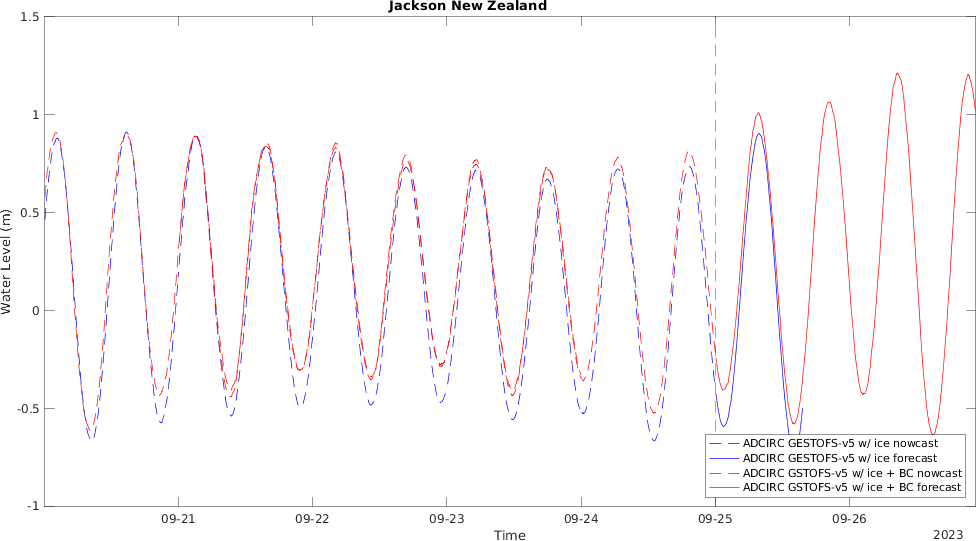 Jackson New Zealand
1.5
1
0.5
0
-0.5
-1
Water Level (m)
09-21
09-22
09-23
09-24
09-25
09-26
Time
2023
ADCIRC GESTOFS-v5 w/ ice nowcast
ADCIRC GESTOFS-v5 w/ ice forecast
ADCIRC GSTOFS-v5 w/ ice + BC nowcast
ADCIRC GSTOFS-v5 w/ ice + BC forecast